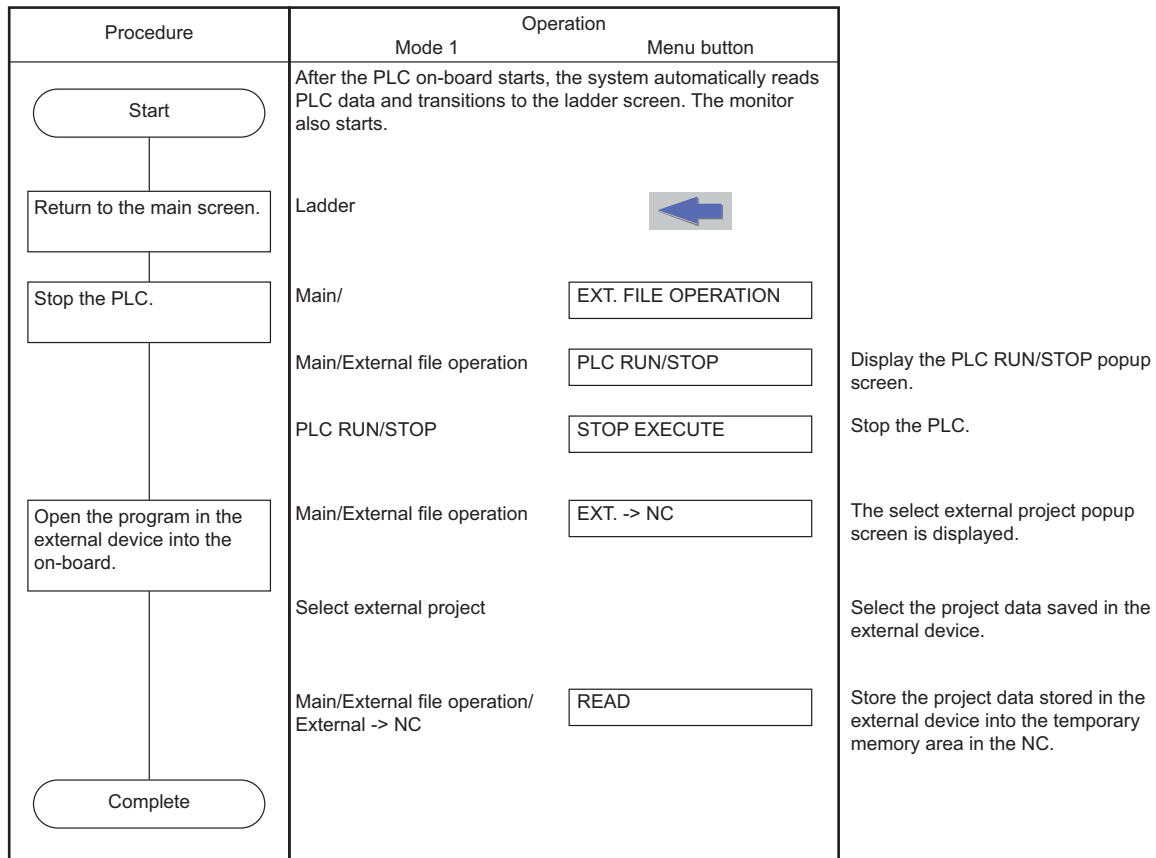 Procedure
Operation
Mode 1
Menu button
After the PLC on-board starts, the system automatically reads
PLC data and transitions to the ladder screen. The monitor
also starts.
Start
Return to the main screen.
Ladder
Stop the PLC.
Main/
EXT. FILE OPERATION
Main/External file operation
PLC RUN/STOP
Display the PLC RUN/STOP popup
screen.
PLC RUN/STOP
STOP EXECUTE
Stop the PLC.
Open the program in the
external device into the
on-board.
Main/External file operation
EXT. -> NC
The select external project popup
screen is displayed.
Select external project
Select the project data saved in the
external device.
Main/External file operation/
External -> NC
READ
Store the project data stored in the
external device into the temporary
memory area in the NC.
Complete